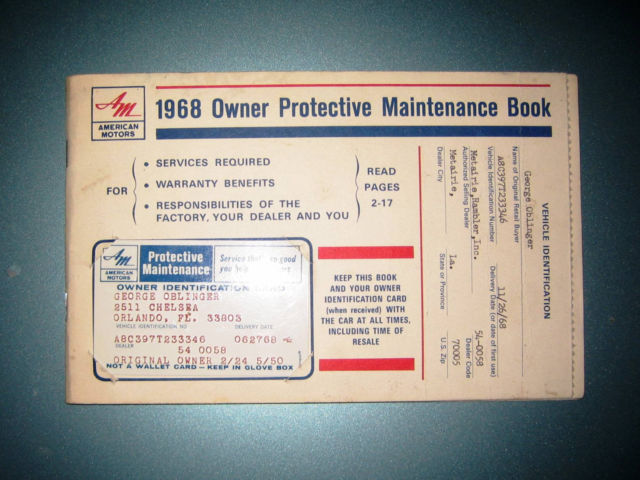 AM
AMERICAN
MOTORS
1968 Owner Protective Maintenance Book
FOR
• SERVICES REQUIRED
• WARRANTY BENEFITS
• RESPONSIBILITIES OF THE
FACTORY, YOUR DEALER AND YOU
READ
PAGES
2-17
AM
AMERICAN
MOTORS
Protective
Maintenance
Service that so good
you
OWNER IDENTIFICATION CARD
GEORGE OBLINGER
2511 CHELSEA
ORLANDO, FL. 33803
VEHICLE IDENTIFICATION NO DELIVERY DATE
A8C397T233346 062768
DEALER
54 0058
ORIGINAL OWNER 2/24 5/50
NOT A WALLET CARD — KEEP IN GLOVE BOX
KEEP THIS BOOK
AND YOUR OWNER
IDENTIFICATION CARD
(when received) WITH
THE CAR AT ALL TIMES,
INCLUDING TIME OF
RESALE
VEHICLE IDENTIFICATION
George Oblinger
Name of Original Retail Buyer
A8C397T233346 11/26/68
Vehicle Identification Number Delivery Date (or date of first use)
Metairie Rambler, Inc. 54-0058
Authorized Selling Dealer Dealer Code
Metairie, La. 70005
Dealer City State or Province U.S. Zip